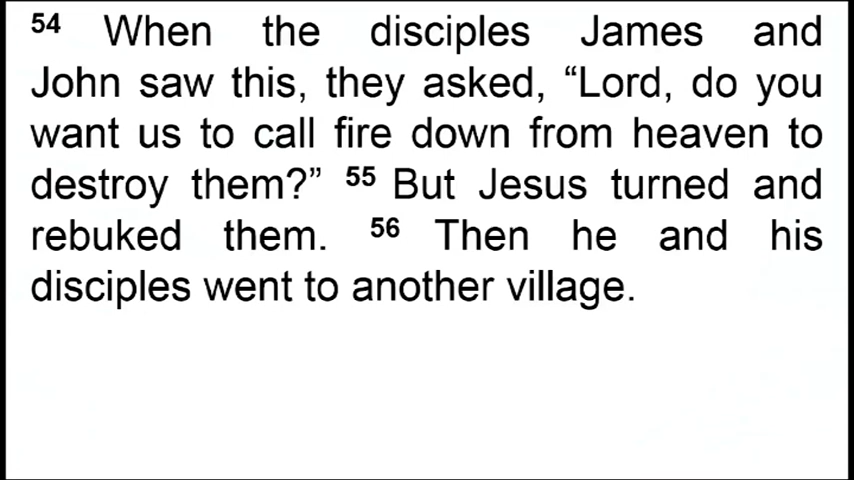 54 When the disciples James and
John saw this, they asked, “Lord, do you
want us to call fire down from heaven to
destroy them?” 55 But Jesus turned and
rebuked them. 56 Then he and his
disciples went to another village.